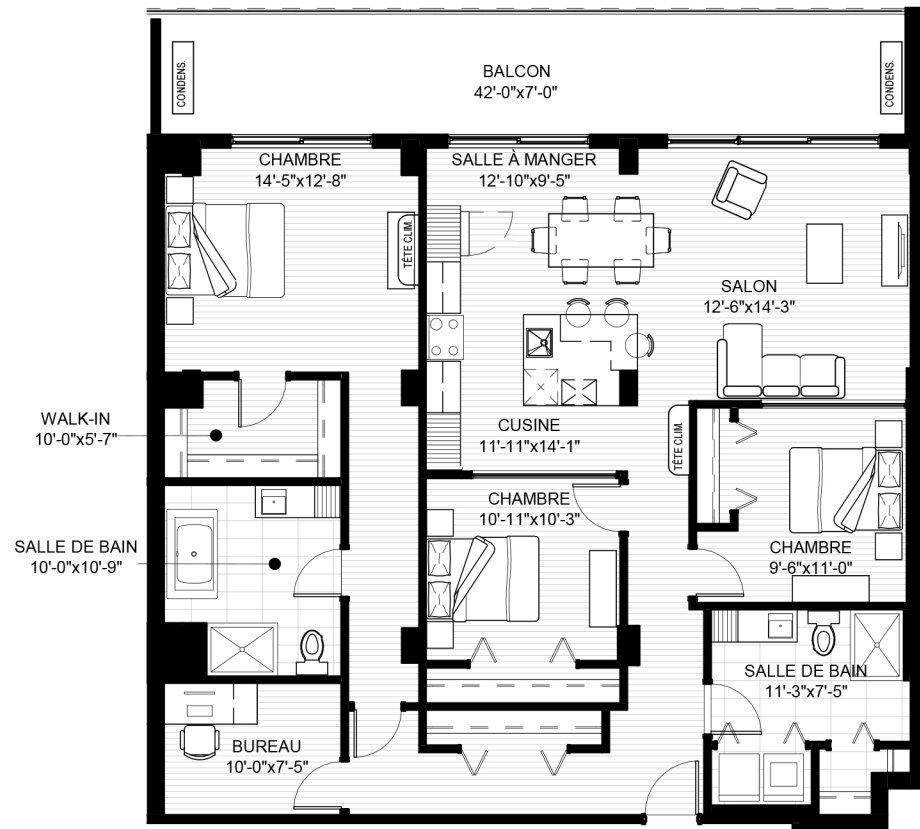 BALCON
42'-0"x7'-0"
CONDENS.
CONDENS.
CHAMBRE
14'-5"x12'-8"
SALLE À MANGER
12'-10"x9'-5"
TÊTE CLIM.
SALON
12'-6"x14'-3"
WALK-IN
10'-0"x5'-7"
CUSINE
11'-11"x14'-1"
TÊTE CLIM.
CHAMBRE
10'-11"x10'-3"
SALLE DE BAIN
10'-0"x10'-9"
CHAMBRE
9'-6"x11'-0"
SALLE DE BAIN
11'-3"x7'-5"
BUREAU
10'-0"x7'-5"